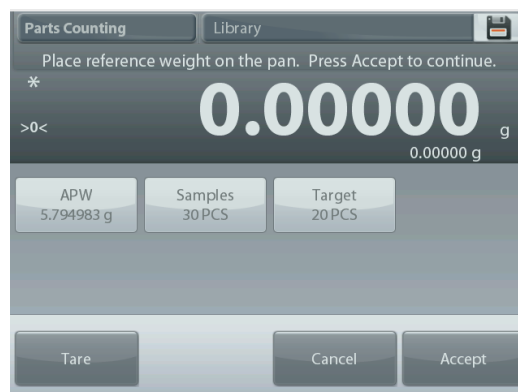 Parts Counting Library
Place reference weight on the pan. Press Accept to continue.
*
>0< 0.00000 g
0.00000 g
APW Samples Target
5.794983 g 30 PCS 20 PCS
Tare Cancel Accept